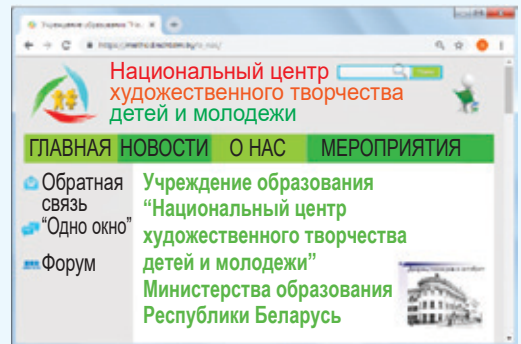 Национальный центр
художественного творчества
детей и молодежи
ГЛАВНАЯ НОВОСТИ О НАС МЕРОПРИЯТИЯ
Обратная
связь
“Одно окно”
Форум
Учреждение образования
“Национальный центр
художественного творчества
детей и молодежи”
Министерства образования
Республики Беларусь